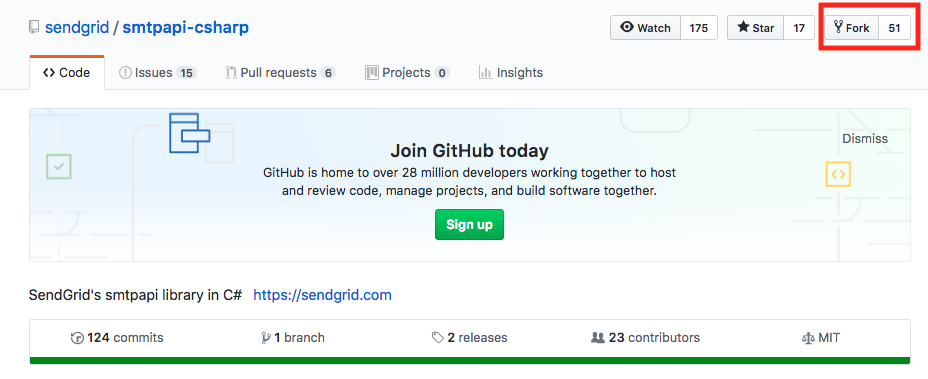 sendgrid / smtpapi-csharp
Watch 175 Star 17 Fork 51
Code Issues 15 Pull requests 6 Projects 0 Insights
Dismiss
Join GitHub today
GitHub is home to over 28 million developers working together to host
and review code, manage projects, and build software together.
Sign up
SendGrid's smtpapi library in C# https://sendgrid.com
124 commits 1 branch 2 releases 23 contributors MIT